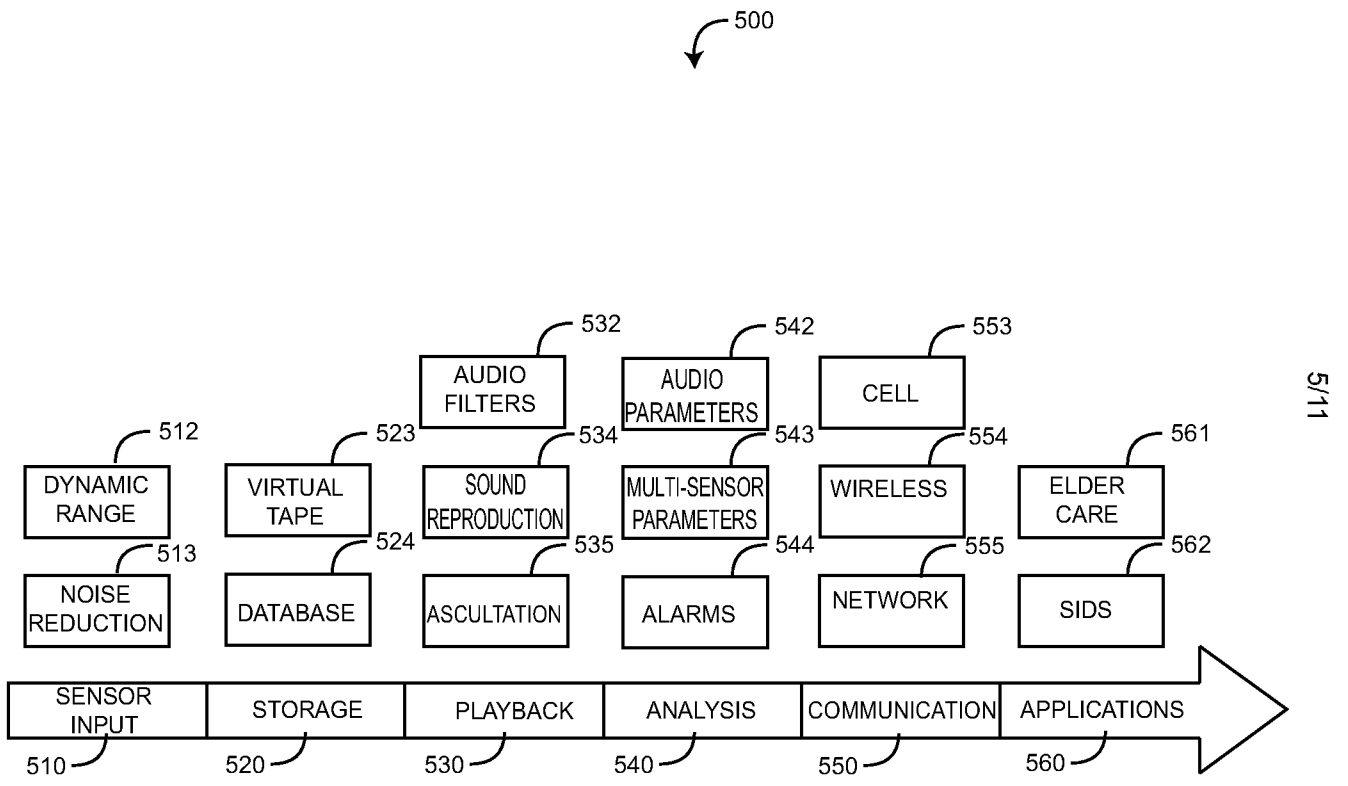 500
532
542
553
AUDIO
FILTERS
AUDIO
PARAMETERS
CELL
5/11
512
523
534
543
554
561
DYNAMIC
RANGE
VIRTUAL
TAPE
SOUND
REPRODUCTION
MULTI-SENSOR
PARAMETERS
WIRELESS
ELDER
CARE
513
524
535
544
555
562
NOISE
REDUCTION
DATABASE
ASCULTATION
ALARMS
NETWORK
SIDS
SENSOR
INPUT
STORAGE
PLAYBACK
ANALYSIS
COMMUNICATION
APPLICATIONS
510
520
530
540
550
560